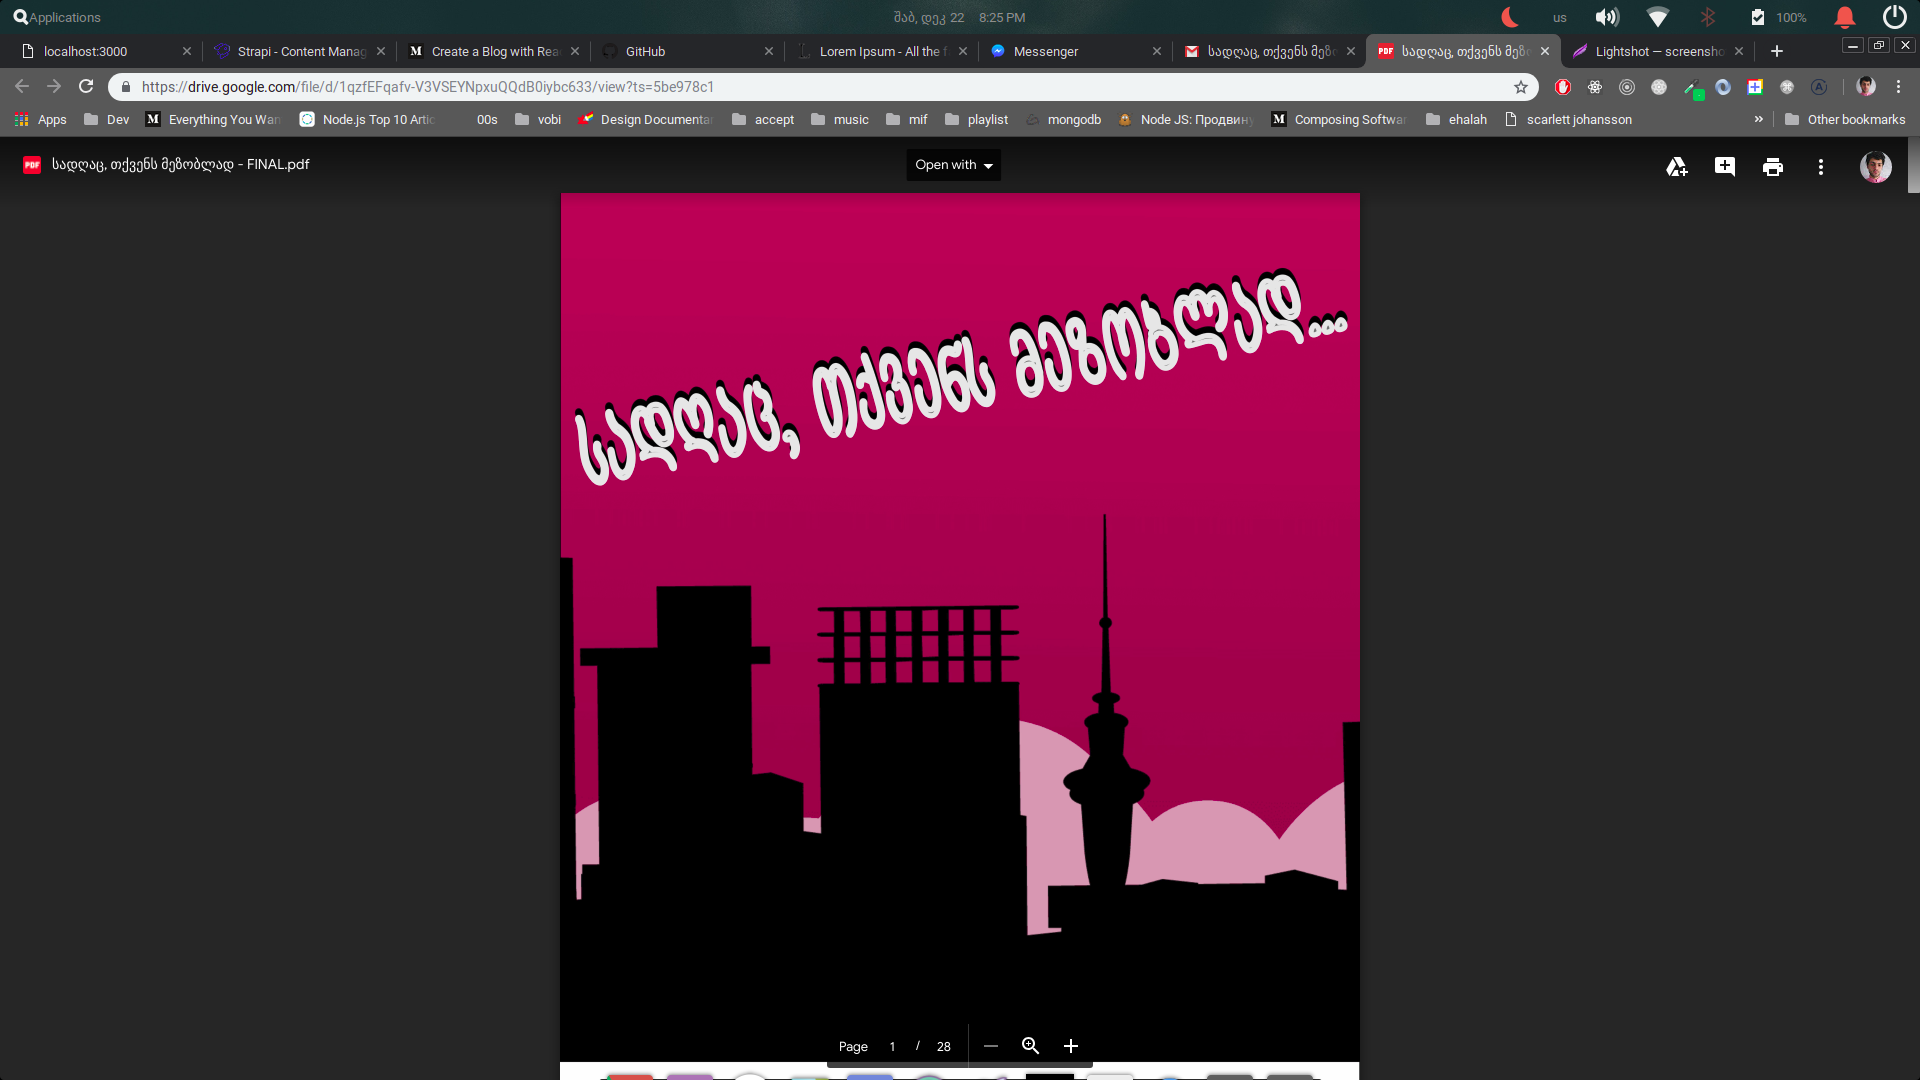 Applications
შაბ, დეკ 22 8:25 PM
us
100%
localhost:3000
Strapi - Content Manag
Create a Blog with Rea
GitHub
Lorem Ipsum - All the f
Messenger
სადღაც, თქვენს მეზო
PDF
სადღაც, თქვენს მეზო
Lightshot — screensho
https://drive.google.com/file/d/1qzfEFqafv-V3VSEYNpxuQQdB0iybc633/view?ts=5be978c1
Apps
Dev
Everything You Wan
Node.js Top 10 Artic
00s
vobi
Design Documenta
accept
music
mif
playlist
mongodb
Node JS: Продвину
Composing Softwar
ehalah
scarlett johansson
»
Other bookmarks
PDF
სადღაც, თქვენს მეზობლად - FINAL.pdf
Open with
სადღაც, თქვენს მეზობლად...
Page 1 / 28